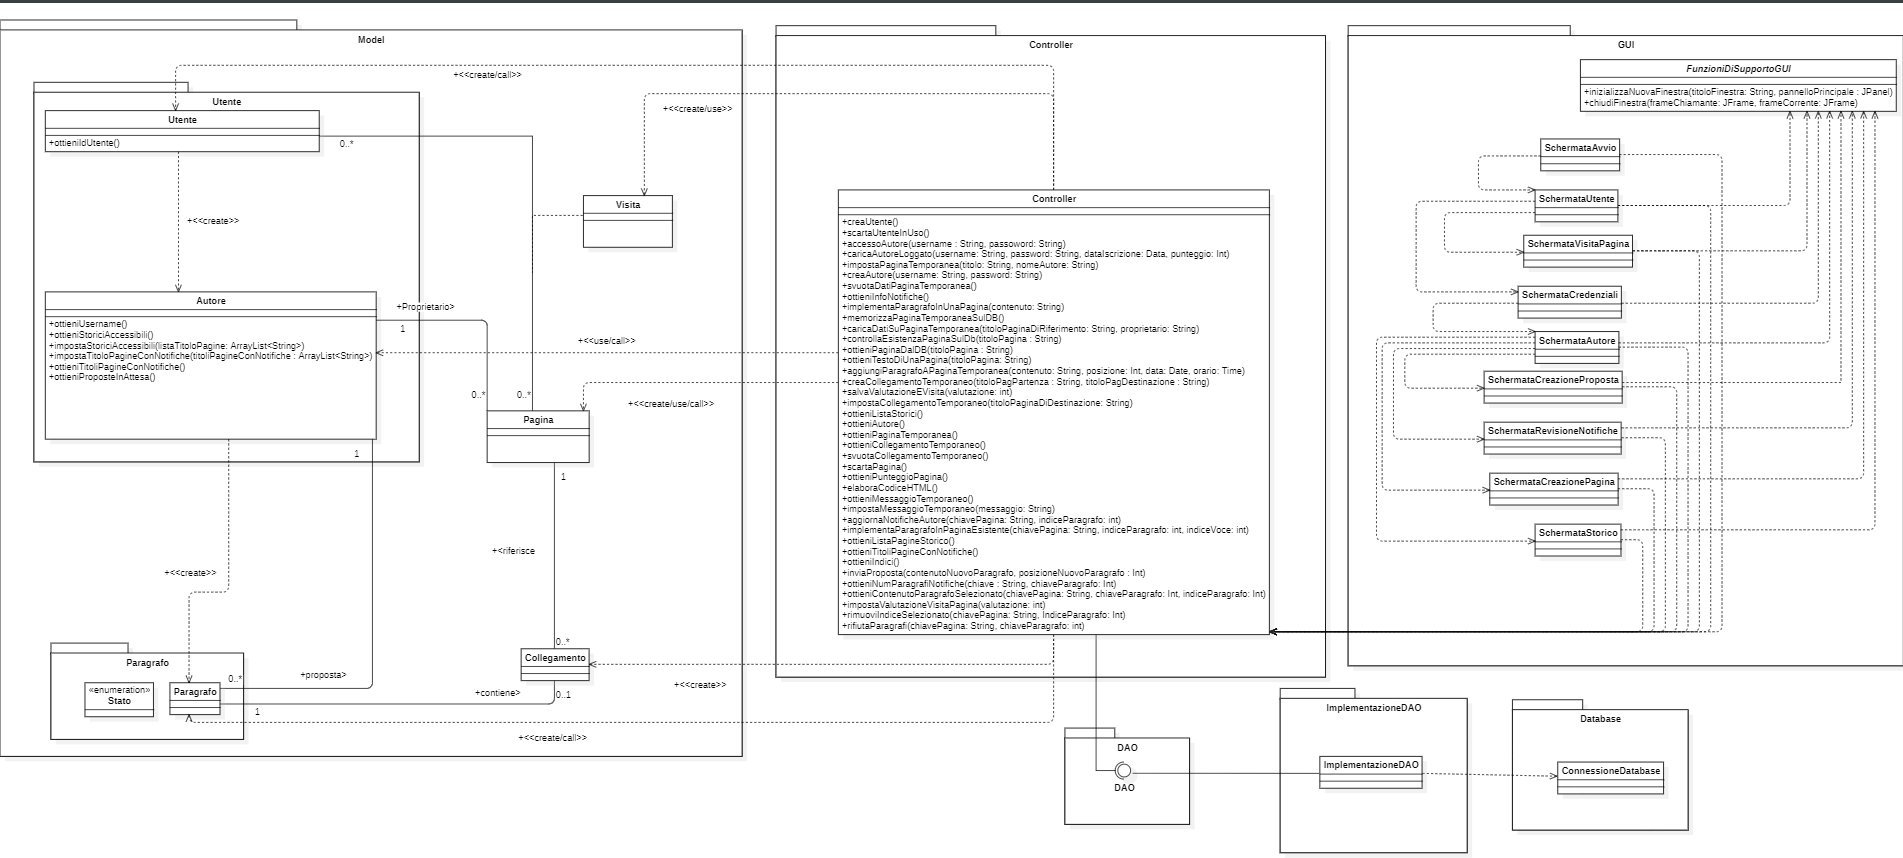 Model
+<<create/call>>
+<<create/use>>
Utente
Utente
+ottieniIdUtente()
0..*
+<<create>>
Visita
Autore
+ottieniUsername()
+ottieniStoriciAccessibili()
+impostaStoriciAccessibili(listaTitoloPagine: ArrayList<String>)
+impostaTitoloPagineConNotifiche(titoliPagineConNotifiche : ArrayList<String>)
+ottieniTitoliPagineConNotifiche()
+ottieniProposteInAttesa()
+Proprietario>
1
+<<use/call>>
0..*
0..*
+<<create/use/call>>
Pagina
1
1
+<riferisce
+<<create>>
0..*
Collegamento
0..1
+<<create>>
+contiene>
+proposta>
0..*
1
Paragrafo
«enumeration»
Stato
Paragrafo
+<<create/call>>
Controller
Controller
+creaUtente()
+scartaUtenteInUso()
+accessoAutore(username : String, passoword: String)
+caricaAutoreLoggato(username: String, password: String, dataIscrizione: Data, punteggio: Int)
+impostaPaginaTemporanea(titolo: String, nomeAutore: String)
+creaAutore(username: String, password: String)
+svuotaDatiPaginaTemporanea()
+ottieniInfoNotifiche()
+implementaParagrafoInUnaPagina(contenuto: String)
+memorizzaPaginaTemporaneaSulDB()
+caricaDatiSuPaginaTemporanea(titoloPaginaDiRiferimento: String, proprietario: String)
+controllaEsistenzaPaginaSulDb(titoloPagina : String)
+ottieniPaginaDalDB(titoloPagina : String)
+ottieniTestoDiUnaPagina(titoloPagina: String)
+aggiungiParagrafoAPaginaTemporanea(contenuto: String, posizione: Int, data: Date, orario: Time)
+creaCollegamentoTemporaneo(titoloPagPartenza : String, titoloPagDestinazione : String)
+salvaValutazioneEVisita(valutazione: int)
+impostaCollegamentoTemporaneo(titoloPaginaDiDestinazione: String)
+ottieniListaStorici()
+ottieniAutore()
+ottieniPaginaTemporanea()
+ottieniCollegamentoTemporaneo()
+svuotaCollegamentoTemporaneo()
+scartaPagina()
+ottieniPunteggioPagina()
+elaboraCodiceHTML()
+ottieniMessaggioTemporaneo()
+impostaMessaggioTemporaneo(messaggio: String)
+aggiornaNotificheAutore(chiavePagina: String, indiceParagrafo: int)
+implementaParagrafoInPaginaEsistente(chiavePagina: String, indiceParagrafo: int, indiceVoce: int)
+ottieniListaPagineStorico()
+ottieniTitoliPagineConNotifiche()
+ottieniIndici()
+inviaProposta(contenutoNuovoParagrafo, posizioneNuovoParagrafo : Int)
+ottieniNumParagrafiNotifiche(chiave : String, chiaveParagrafo: Int)
+ottieniContenutoParagrafoSelezionato(chiavePagina: String, chiaveParagrafo: Int, indiceParagrafo: Int)
+impostaValutazioneVisitaPagina(valutazione: int)
+rimuoviIndiceSelezionato(chiavePagina: String, IndiceParagrafo: Int)
+rifiutaParagrafi(chiavePagina: String, chiaveParagrafo: int)
GUI
FunzioniDiSupportoGUI
+inizializzaNuovaFinestra(titoloFinestra: String, pannelloPrincipale : JPanel)
+chiudiFinestra(frameChiamante: JFrame, frameCorrente: JFrame)
SchermataAvvio
SchermataUtente
SchermataVisitaPagina
SchermataCredenziali
SchermataAutore
SchermataCreazioneProposta
SchermataRevisioneNotifiche
SchermataCreazionePagina
SchermataStorico
DAO
DAO
ImplementazioneDAO
ImplementazioneDAO
Database
ConnessioneDatabase